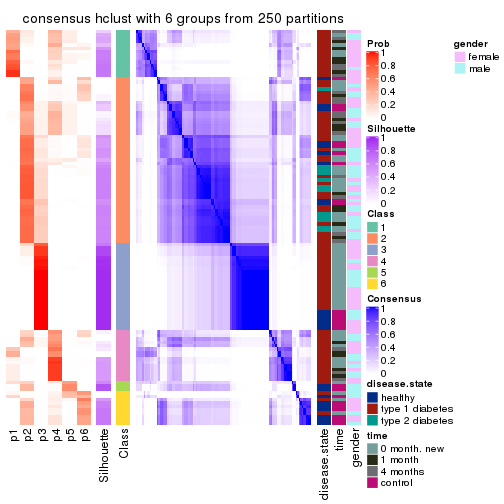 consensus hclust with 6 groups from 250 partitions
p1
p2
p3
p4
p5
p6
Silhouette
Class
disease.state
time
gender
Prob
1
0.8
0.6
0.4
0.2
0
Silhouette
1
0.8
0.6
0.4
0.2
0
Class
1
2
3
4
5
6
Consensus
1
0.8
0.6
0.4
0.2
0
disease.state
healthy
type 1 diabetes
type 2 diabetes
time
0 month. new
1 month
4 months
control
gender
female
male